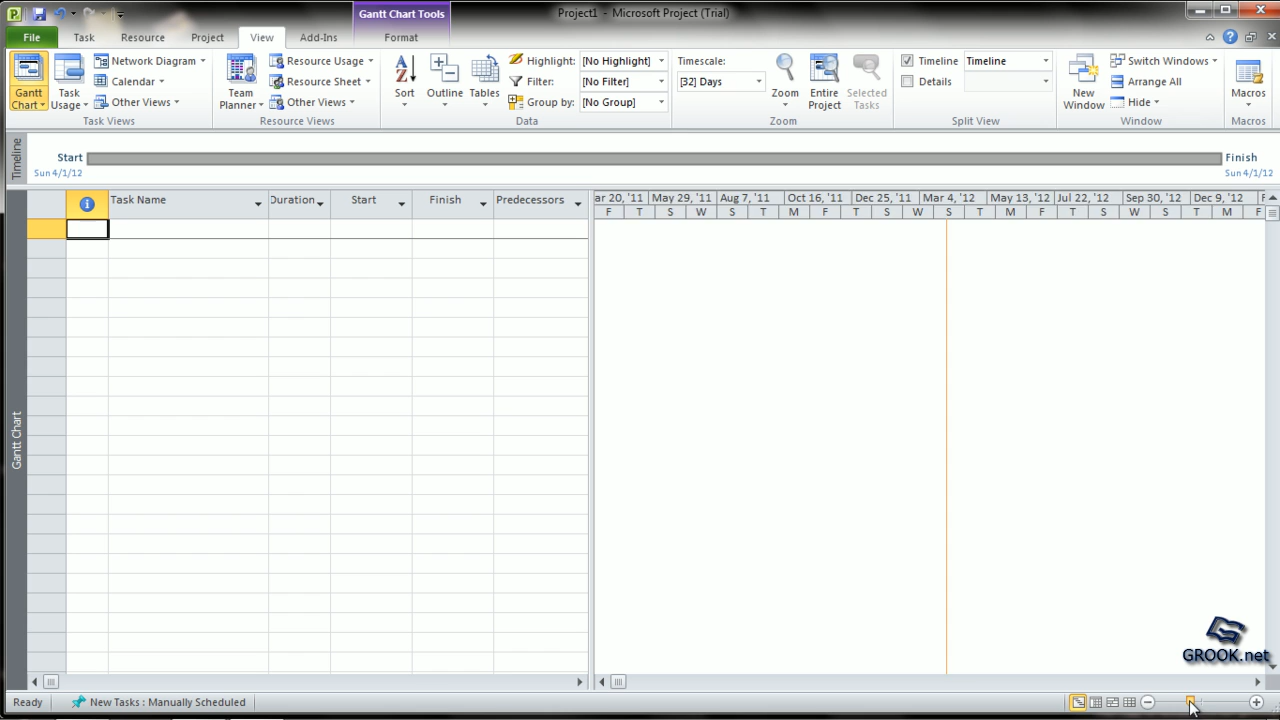 Gantt Chart Tools
Project1 - Microsoft Project (Trial)
File
Task
Resource
Project
View
Add-Ins
Format
Gantt Chart
Task Usage
Network Diagram
Calendar
Other Views
Task Views
Team Planner
Resource Usage
Resource Sheet
Other Views
Resource Views
Sort
Outline
Tables
Highlight: [No Highlight]
Filter: [No Filter]
Group by: [No Group]
Data
Timescale:
[32] Days
Zoom
Entire Project
Selected Tasks
Zoom
Timeline Timeline
Details
Split View
New Window
Switch Windows
Arrange All
Hide
Window
Macros
Macros
Timeline
Start
Sun 4/1/12
Finish
Sun 4/1/12
Task Name
Duration
Start
Finish
Predecessors
ar 20, '11 May 29, '11 Aug 7, '11 Oct 16, '11 Dec 25, '11 Mar 4, '12 May 13, '12 Jul 22, '12 Sep 30, '12 Dec 9, '12 F
F T S W S T M F T S W S T M F T S W S T M F
Gantt Chart
GROOK.net
Ready
New Tasks : Manually Scheduled